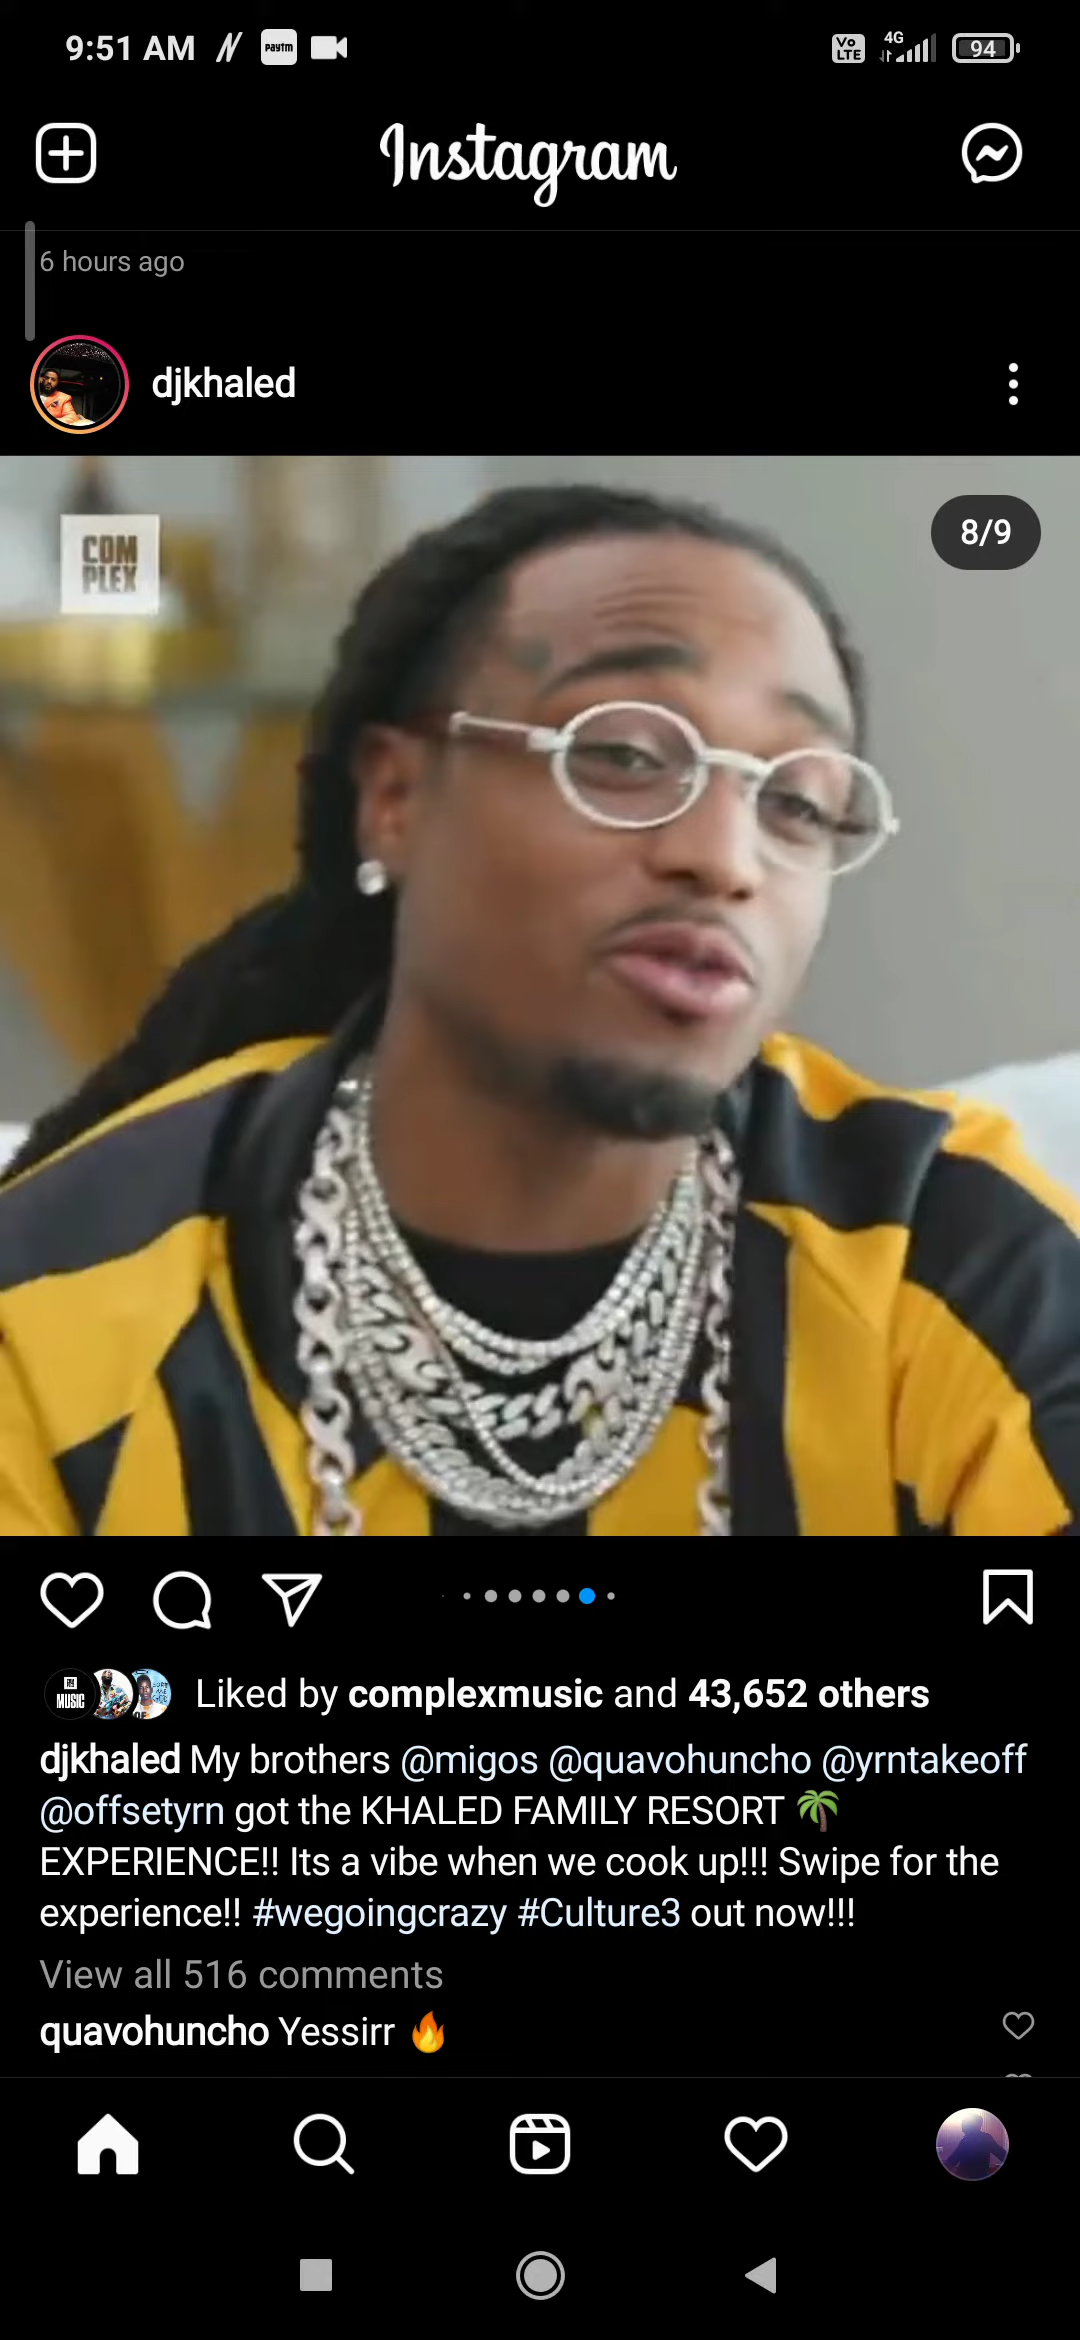 9:51 AM paytm Vo LTE 4G 94
Instagram
6 hours ago
djkhaled
COM
PLEX
8/9
Liked by complexmusic and 43,652 others
djkhaled My brothers @migos @quavohuncho @yrntakeoff
@offsetyrn got the KHALED FAMILY RESORT 🌴
EXPERIENCE!! Its a vibe when we cook up!!! Swipe for the
experience!! #wegoingcrazy #Culture3 out now!!!
View all 516 comments
quavohuncho Yessirr 🔥